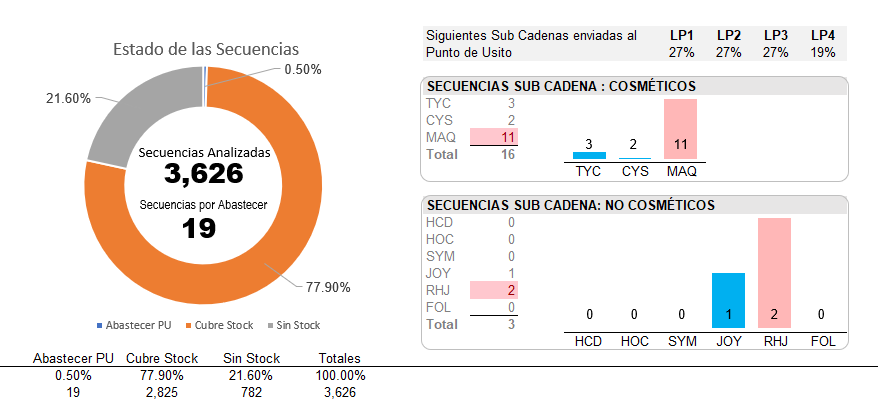 Estado de las Secuencias
0.50%
21.60%
Secuencias Analizadas
3,626
Secuencias por Abastecer
19
77.90%
Abastecer PU Cubre Stock Sin Stock
Abastecer PU Cubre Stock Sin Stock Totales
0.50% 77.90% 21.60% 100.00%
19 2,825 782 3,626
Siguientes Sub Cadenas enviadas al LP1 LP2 LP3 LP4
Punto de Usito 27% 27% 27% 19%
SECUENCIAS SUB CADENA : COSMÉTICOS
TYC 3
CYS 2
MAQ 11
Total 16
3 2 11
TYC CYS MAQ
SECUENCIAS SUB CADENA: NO COSMÉTICOS
HCD 0
HOC 0
SYM 0
JOY 1
RHJ 2
FOL 0
Total 3
0 0 0 1 2 0
HCD HOC SYM JOY RHJ FOL